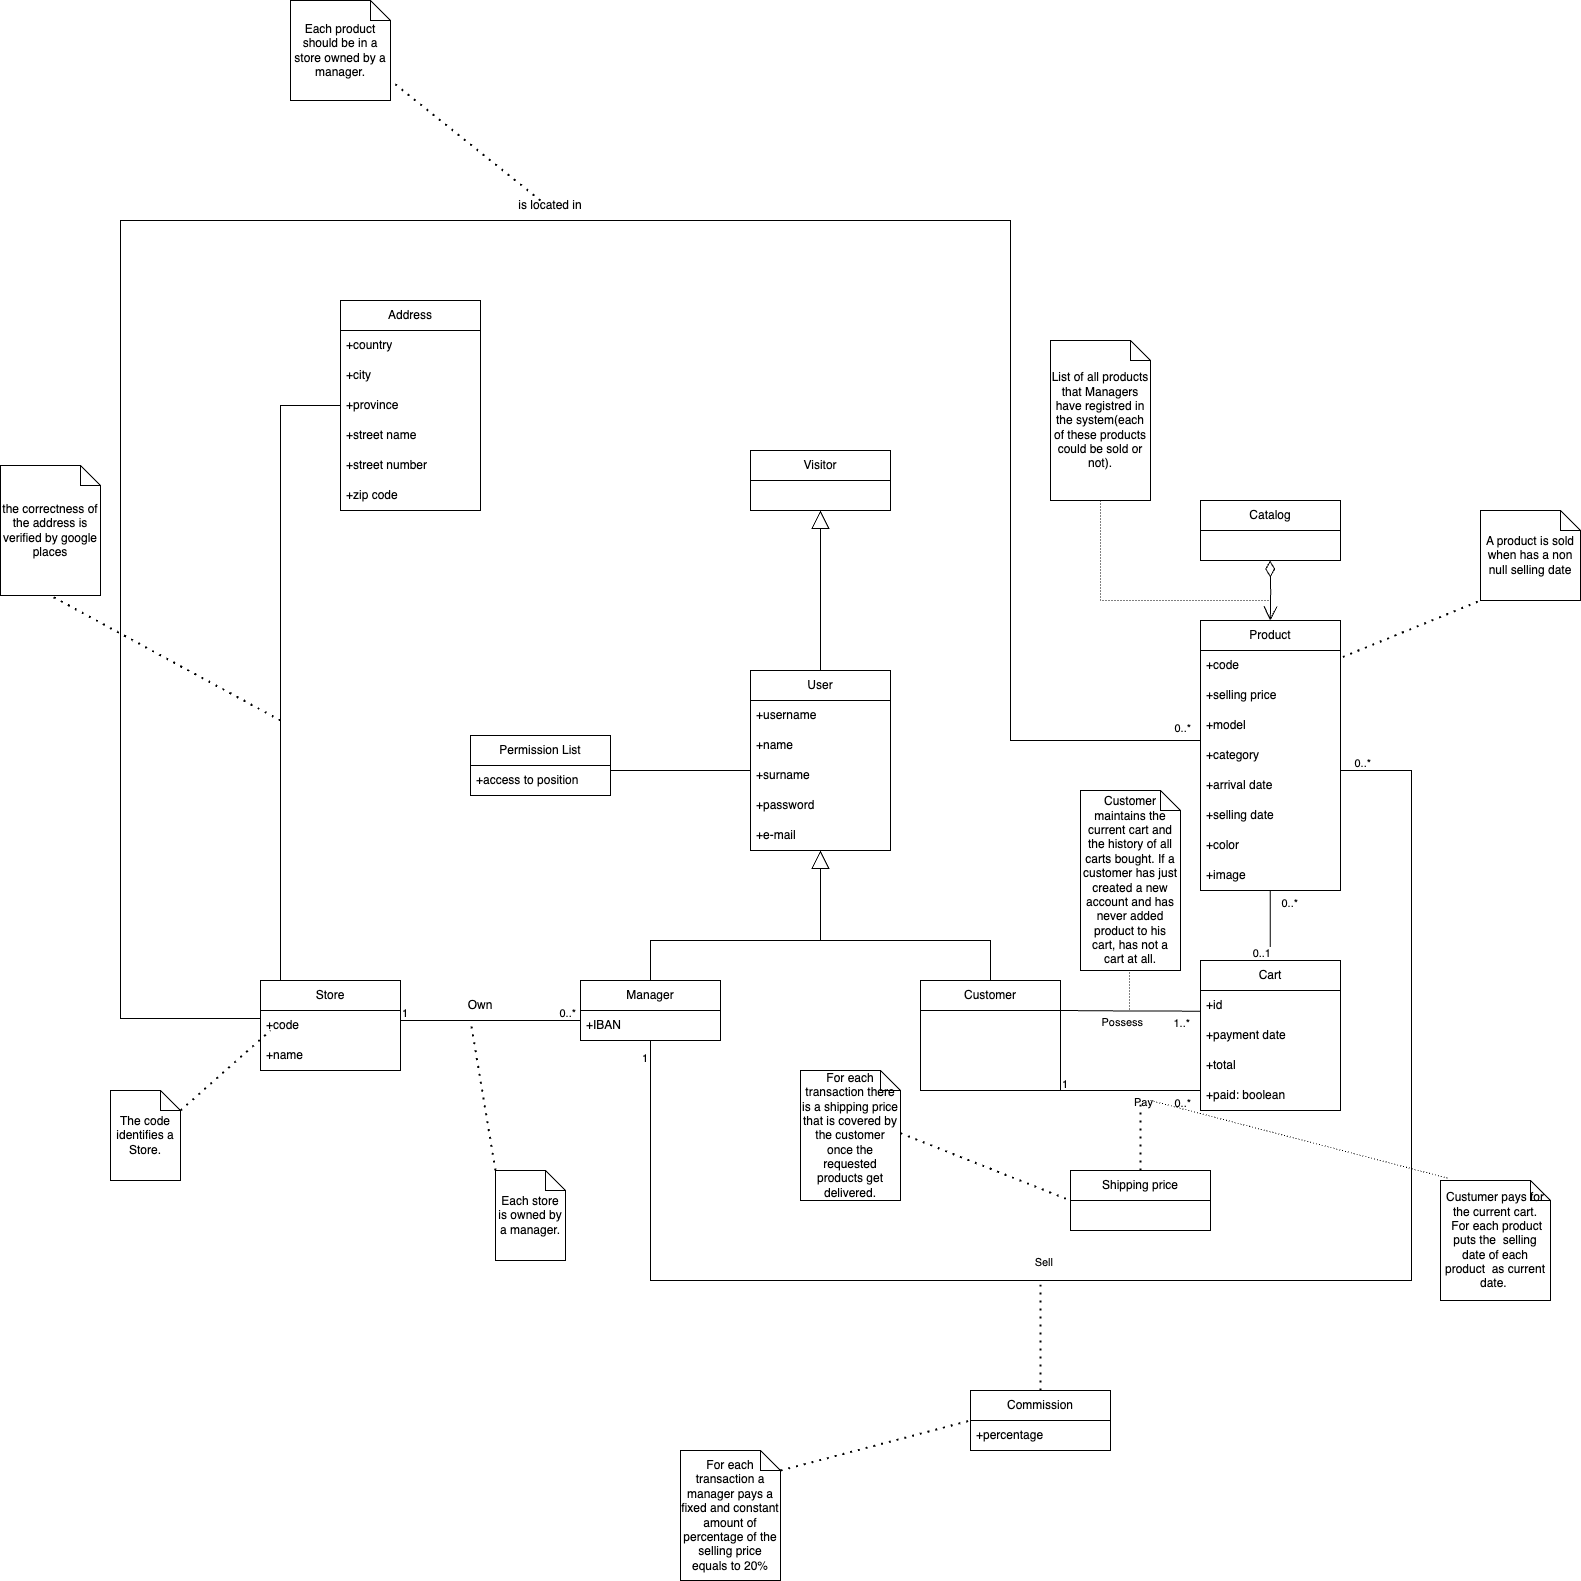 Each product
should be in a
store owned by a
manager.
is located in
Address
+country
+city
+province
+street name
+street number
+zip code
List of all products
that Managers
have registred in
the system(each
of these products
could be sold or
not).
Visitor
the correctness of
the address is
verified by google
places
Catalog
A product is sold
when has a non
null selling date
Product
+code
+selling price
+model
+category
+arrival date
+selling date
+color
+image
0..*
0..*
0..*
User
+username
+name
+surname
+password
+e-mail
Permission List
+access to position
Customer
maintains the
current cart and
the history of all
carts bought. If a
customer has just
created a new
account and has
never added
product to his
cart, has not a
cart at all.
0..1
Cart
+id
+payment date
+total
+paid: boolean
Store
+code
+name
1
Own
0..*
Manager
+IBAN
1
Customer
Possess
1..*
1
Pay
0..*
The code
identifies a
Store.
Each store
is owned by
a manager.
For each
transaction there
is a shipping price
that is covered by
the customer
once the
requested
products get
delivered.
Shipping price
Custumer pays for
the current cart.
For each product
puts the selling
date of each
product as current
date.
Sell
Commission
+percentage
For each
transaction a
manager pays a
fixed and constant
amount of
percentage of the
selling price
equals to 20%